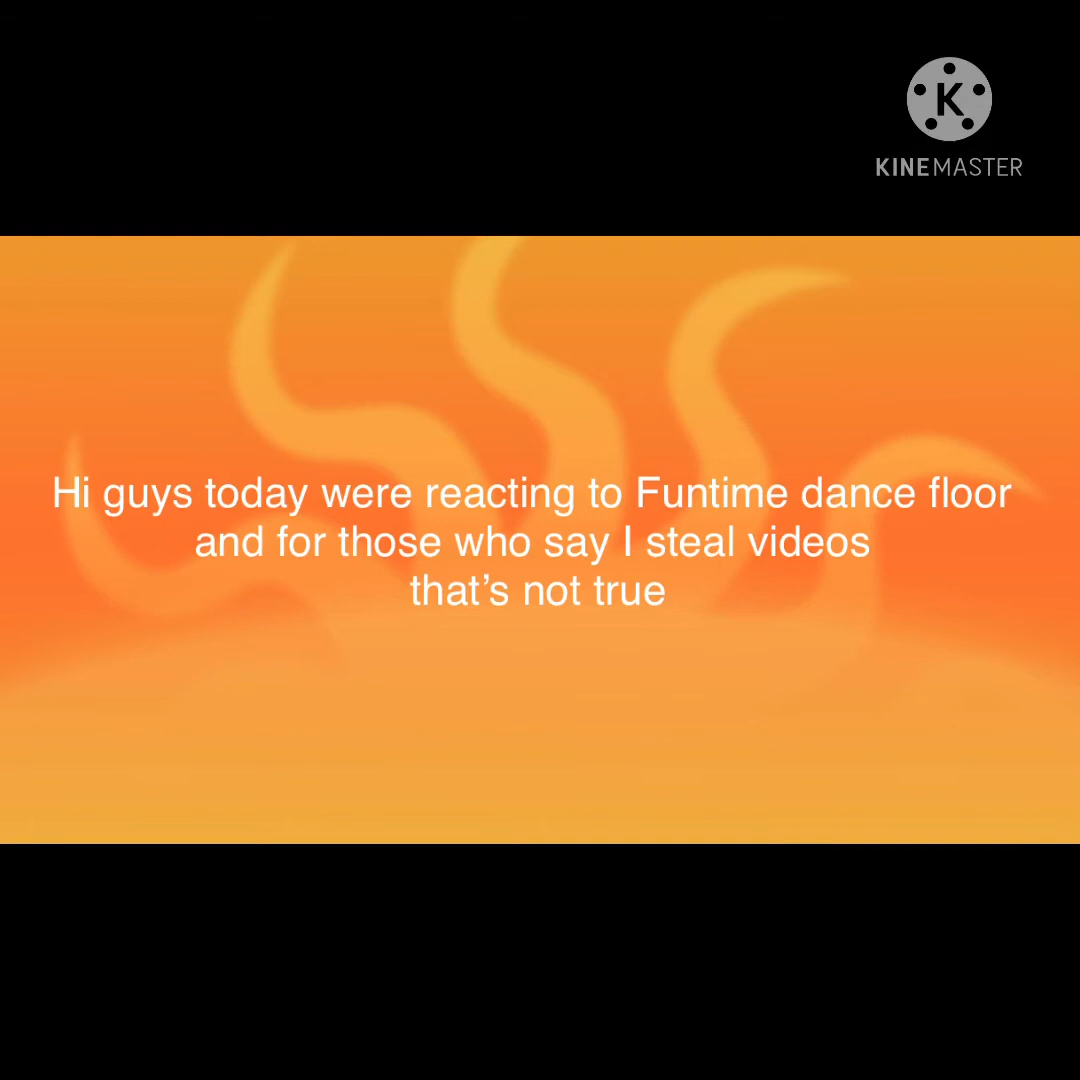 K
KINEMASTER
Hi guys today were reacting to Funtime dance floor
and for those who say I steal videos
that’s not true